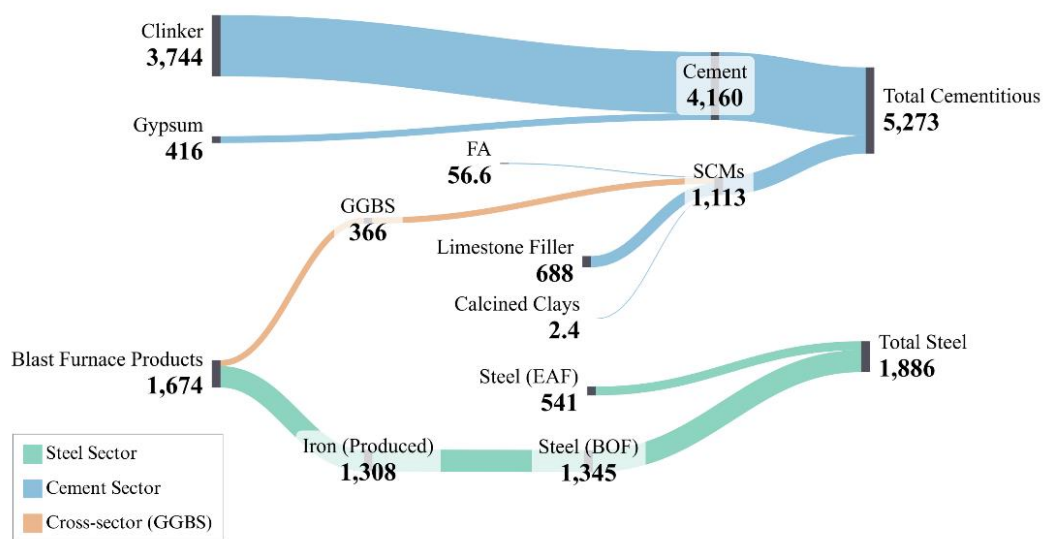 Clinker
3,744
Cement
4,160
Total Cementitious
5,273
Gypsum
416
FA
56.6
SCMs
1,113
GGBS
366
Limestone Filler
688
Calcined Clays
2.4
Blast Furnace Products
1,674
Total Steel
1,886
Steel (EAF)
541
Iron (Produced)
1,308
Steel (BOF)
1,345
Steel Sector
Cement Sector
Cross-sector (GGBS)